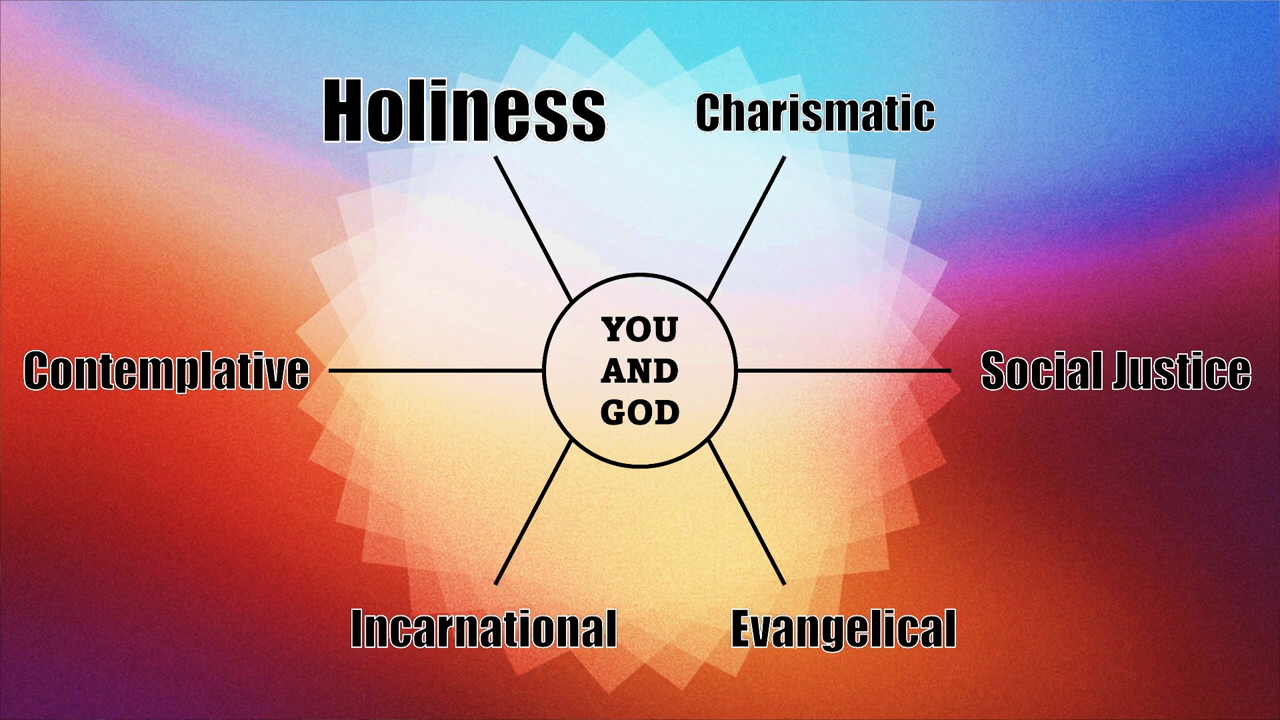 Holiness
Charismatic
Contemplative
YOU
AND
GOD
Social Justice
Incarnational
Evangelical